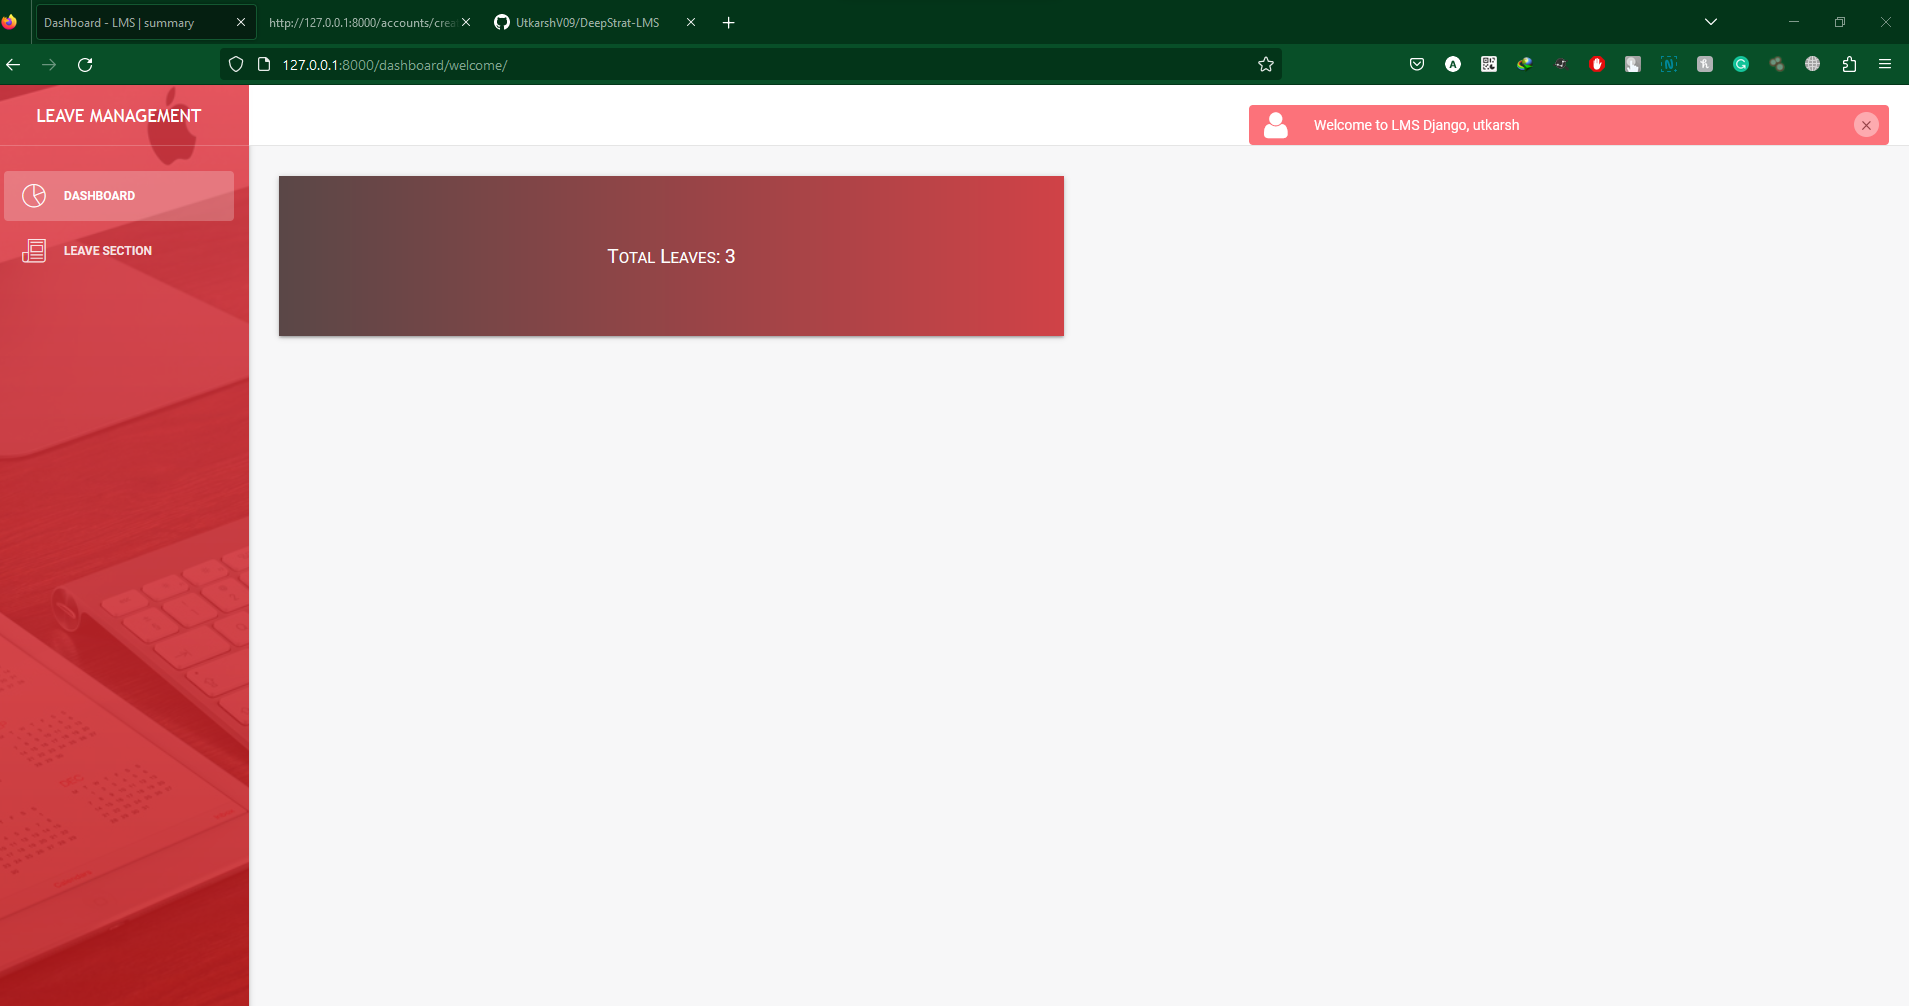 Dashboard - LMS | summary
http://127.0.0.1:8000/accounts/crea
UtkarshV09/DeepStrat-LMS
127.0.0.1:8000/dashboard/welcome/
LEAVE MANAGEMENT
Welcome to LMS Django, utkarsh
DASHBOARD
LEAVE SECTION
Total Leaves: 3